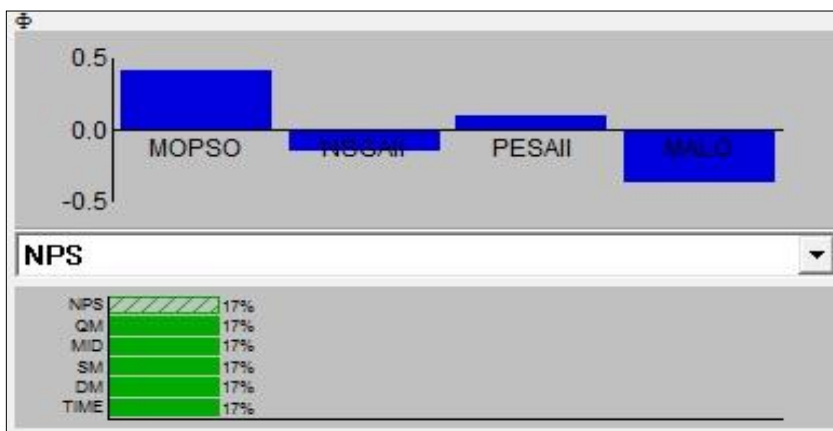 Φ
0.5
0.0
-0.5
MOPSO NSGAII PESAII MALO
NPS
NPS 17%
QM 17%
MID 17%
SM 17%
DM 17%
TIME 17%